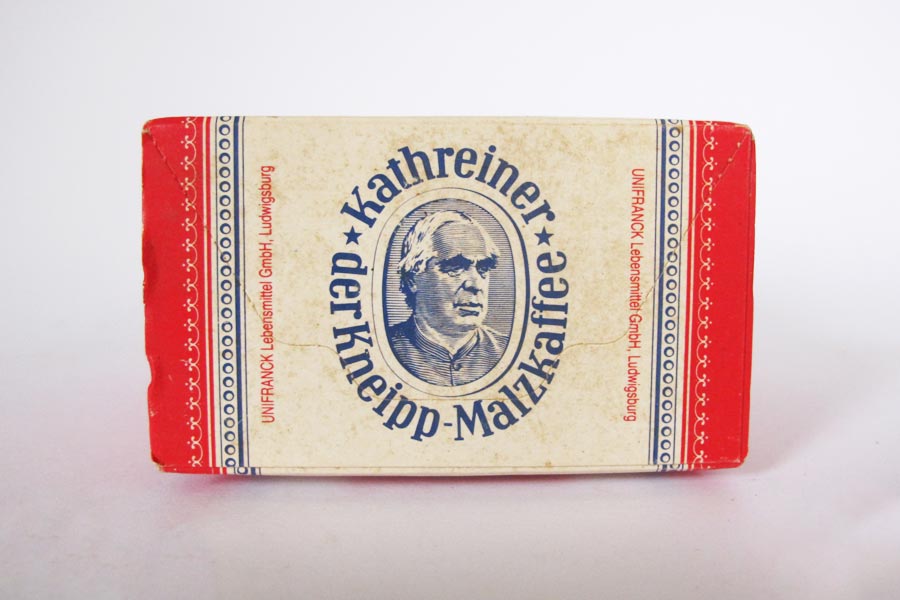 Kathreiner
der Kneipp-Malzkaffee
UNIFRANCK Lebensmittel GmbH, Ludwigsburg
UNIFRANCK Lebensmittel GmbH, Ludwigsburg